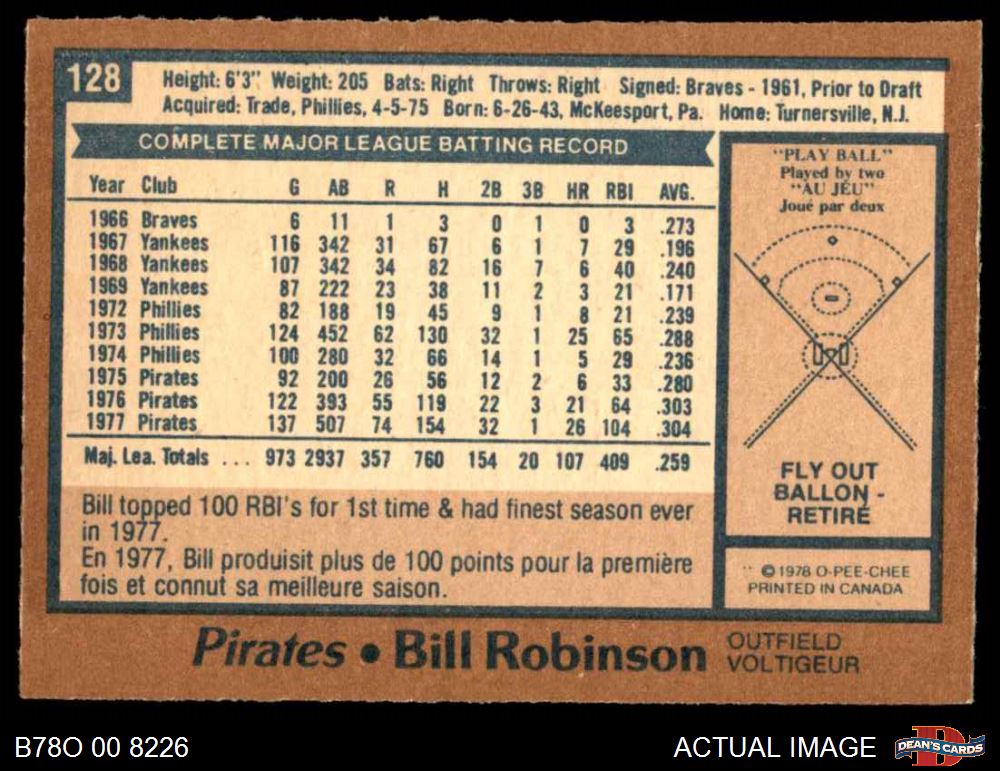 128
Height: 6'3" Weight: 205 Bats: Right Throws: Right Signed: Braves - 1961, Prior to Draft
Acquired: Trade, Phillies, 4-5-75 Born: 6-26-43, McKeesport, Pa. Home: Turnersville, N.J.
COMPLETE MAJOR LEAGUE BATTING RECORD
Year Club G AB R H 2B 3B HR RBI AVG.
1966 Braves 6 11 1 3 0 1 0 3 .273
1967 Yankees 116 342 31 67 6 1 7 29 .196
1968 Yankees 107 342 34 82 16 7 6 40 .240
1969 Yankees 87 222 23 38 11 2 3 21 .171
1972 Phillies 82 188 19 45 9 1 8 21 .239
1973 Phillies 124 452 62 130 32 1 25 65 .288
1974 Phillies 100 280 32 66 14 1 5 29 .236
1975 Pirates 92 200 26 56 12 2 6 33 .280
1976 Pirates 122 393 55 119 22 3 21 64 .303
1977 Pirates 137 507 74 154 32 1 26 104 .304
Maj. Lea. Totals ... 973 2937 357 760 154 20 107 409 .259
Bill topped 100 RBI's for 1st time & had finest season ever
in 1977.
En 1977, Bill produisit plus de 100 points pour la première
fois et connut sa meilleure saison.
"PLAY BALL"
Played by two
"AU JEU"
Joué par deux
FLY OUT
BALLON -
RETIRÉ
© 1978 O-PEE-CHEE
PRINTED IN CANADA
Pirates • Bill Robinson
OUTFIELD
VOLTIGEUR
B78O 00 8226
ACTUAL IMAGE
DEAN'S CARDS